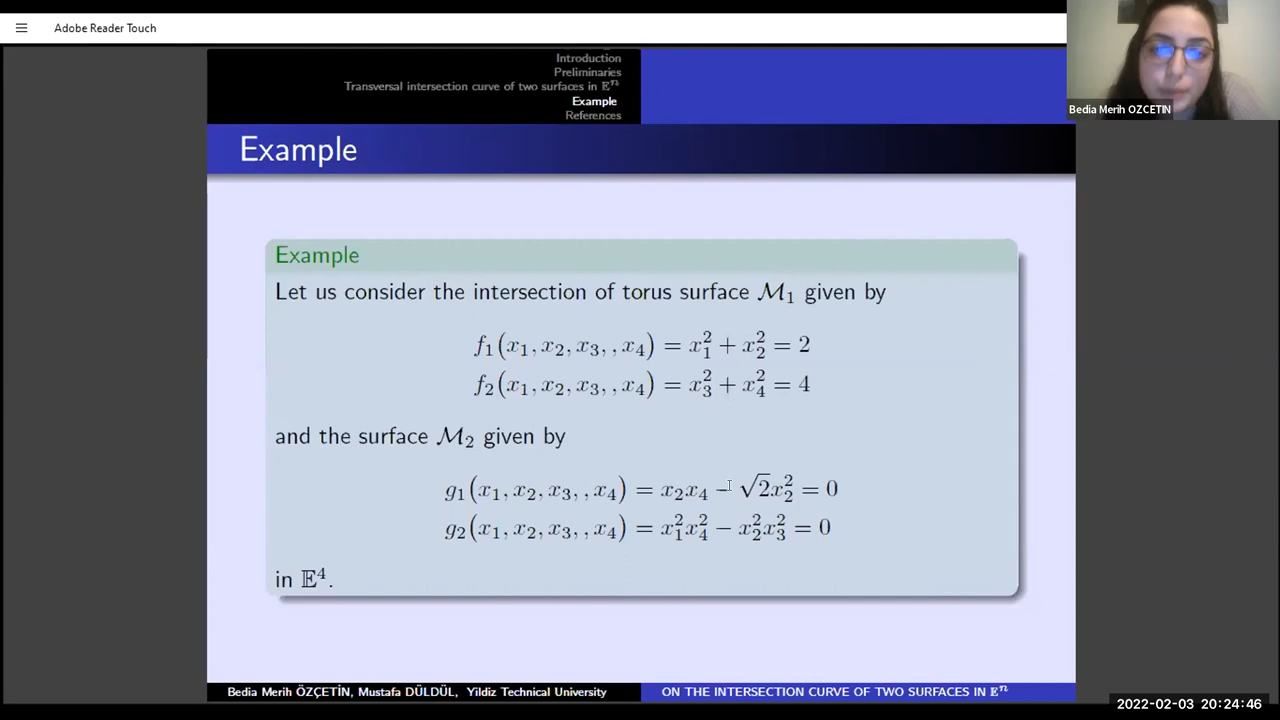 Adobe Reader Touch
Introduction
Preliminaries
Transversal intersection curve of two surfaces in 𝔼ⁿ
Example
References
Bedia Merih OZCETIN
Example
Example
Let us consider the intersection of torus surface ℳ₁ given by
f₁(x₁, x₂, x₃, , x₄) = x₁² + x₂² = 2
f₂(x₁, x₂, x₃, , x₄) = x₃² + x₄² = 4
and the surface ℳ₂ given by
g₁(x₁, x₂, x₃, , x₄) = x₂x₄ − √2x₂² = 0
g₂(x₁, x₂, x₃, , x₄) = x₁²x₄² − x₂²x₃² = 0
in 𝔼⁴.
Bedia Merih ÖZÇETİN, Mustafa DÜLDÜL, Yildiz Technical University
ON THE INTERSECTION CURVE OF TWO SURFACES IN 𝔼ⁿ
2022-02-03 20:24:46